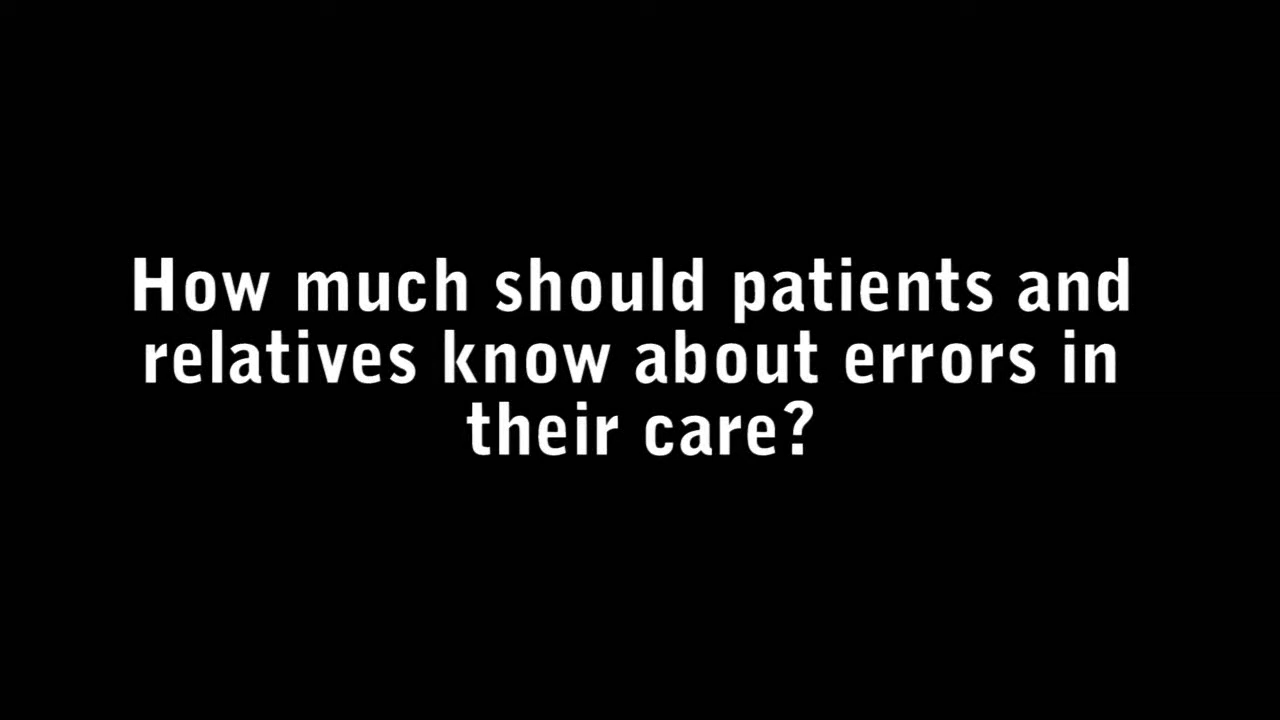 How much should patients and
relatives know about errors in
their care?